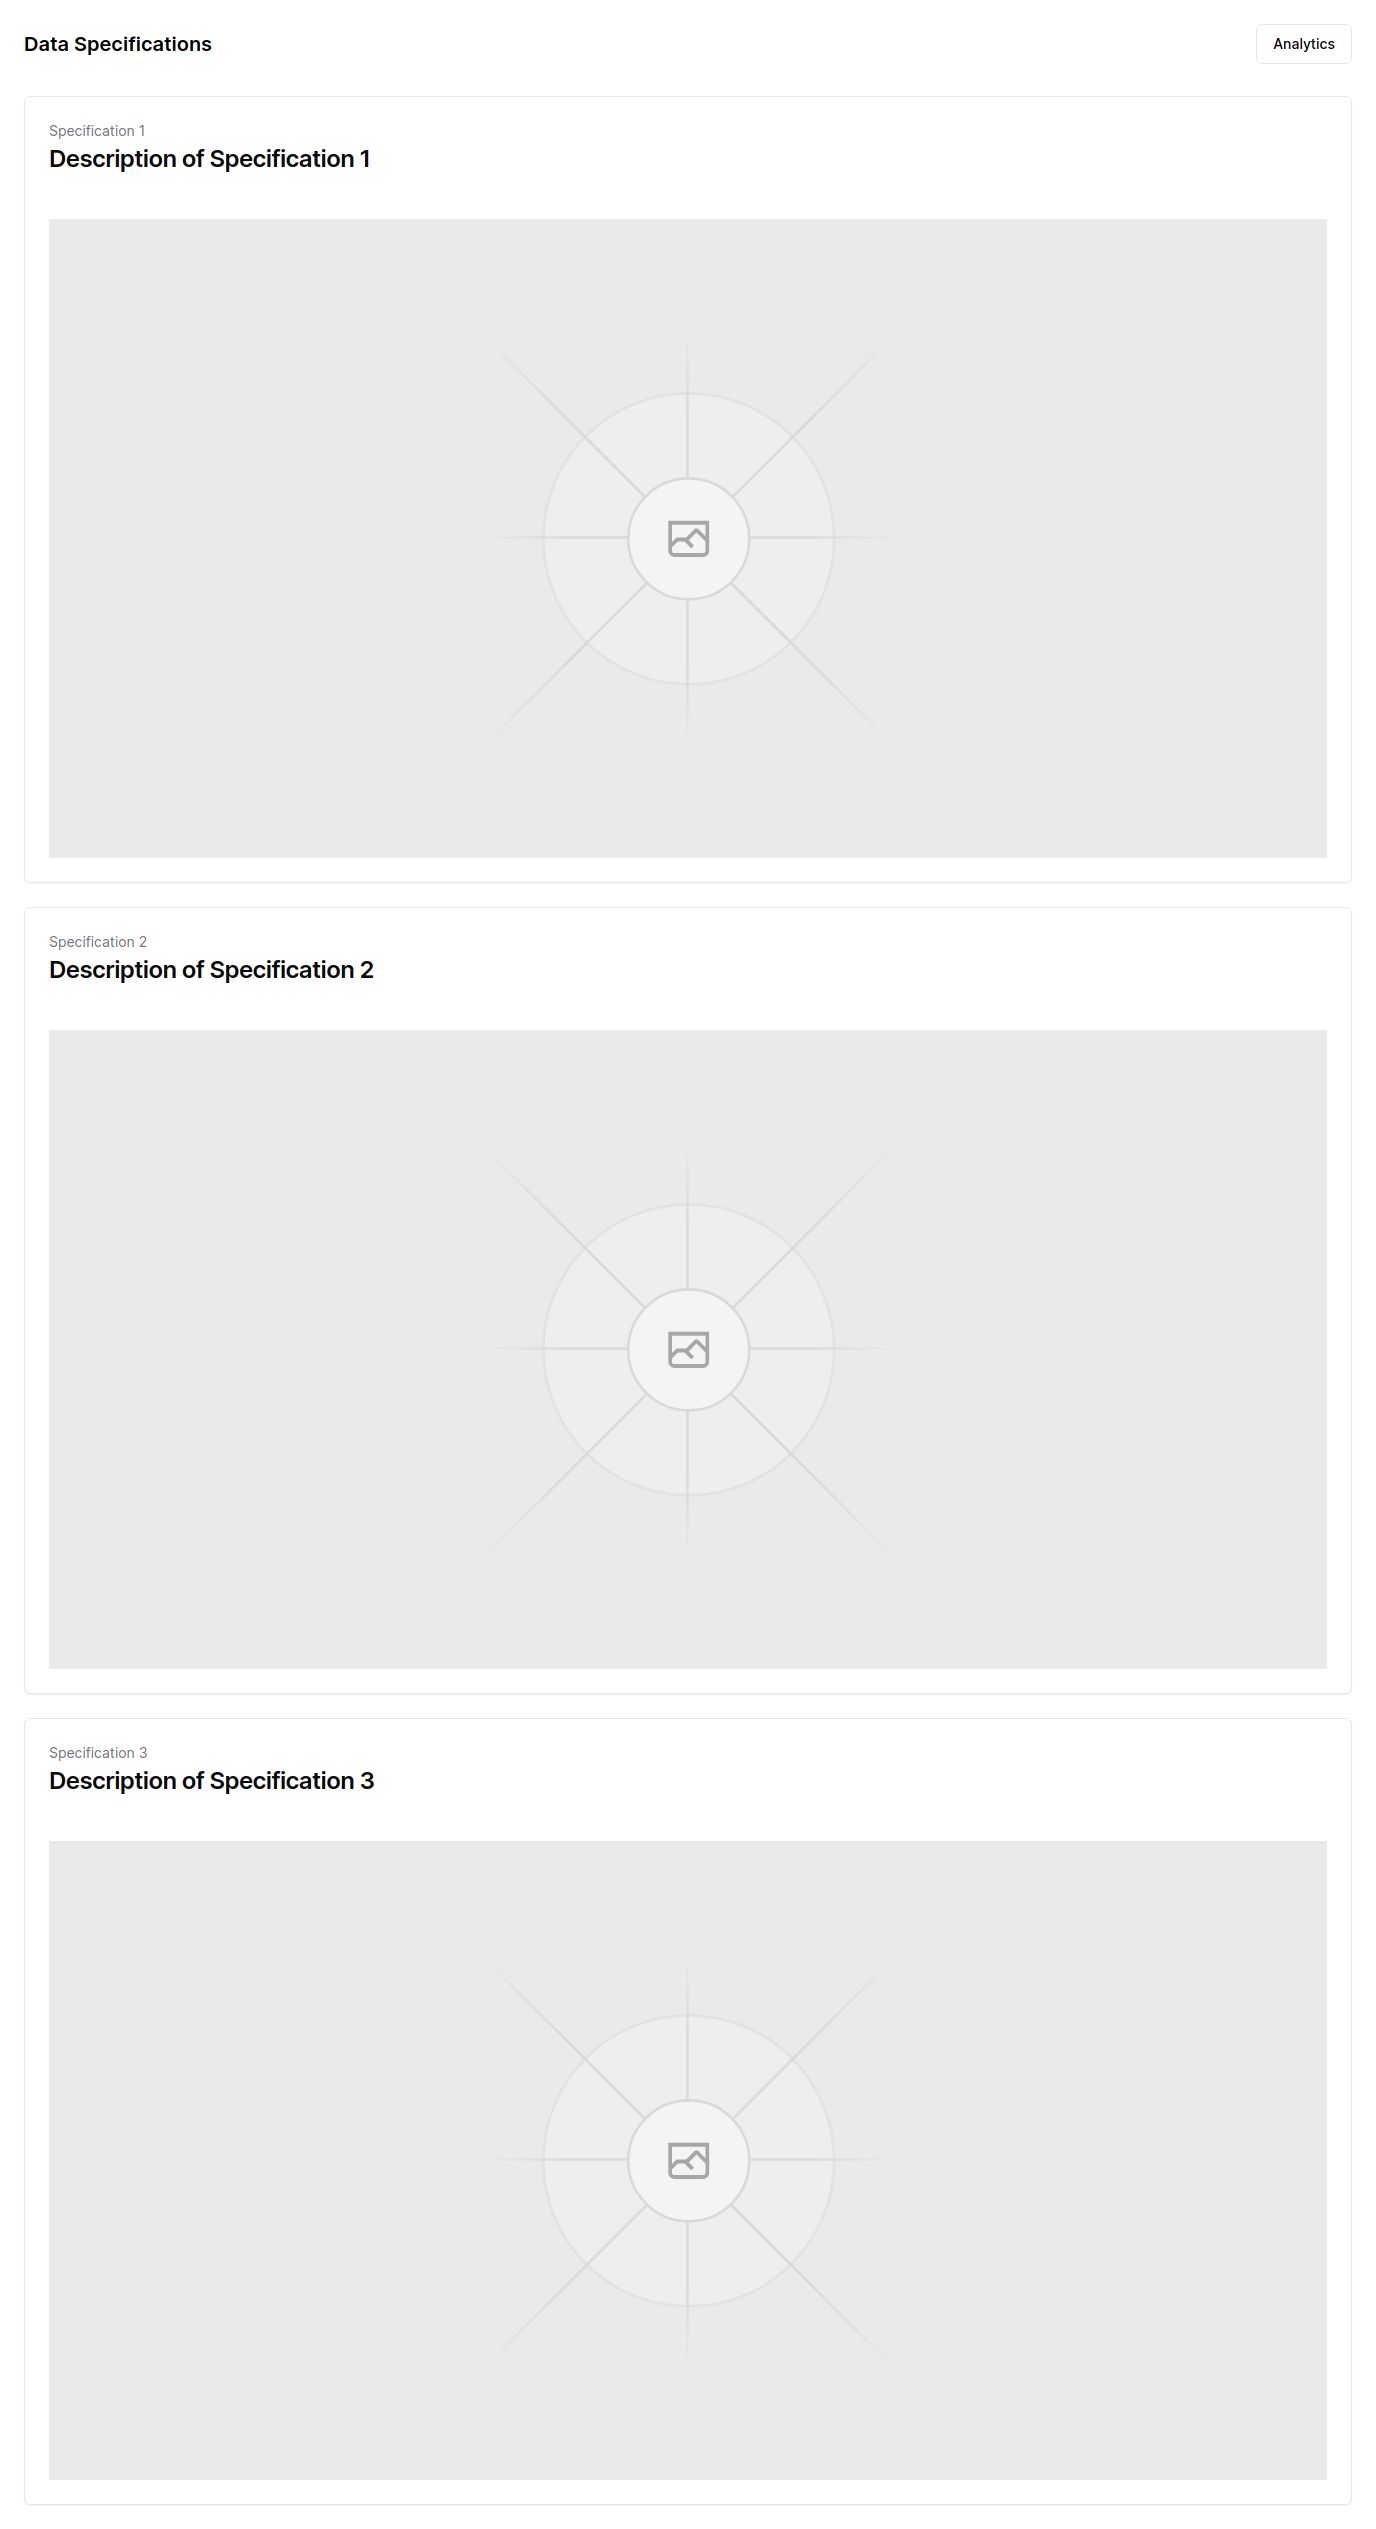 Data Specifications
Analytics
Specification 1
Description of Specification 1
Specification 2
Description of Specification 2
Specification 3
Description of Specification 3